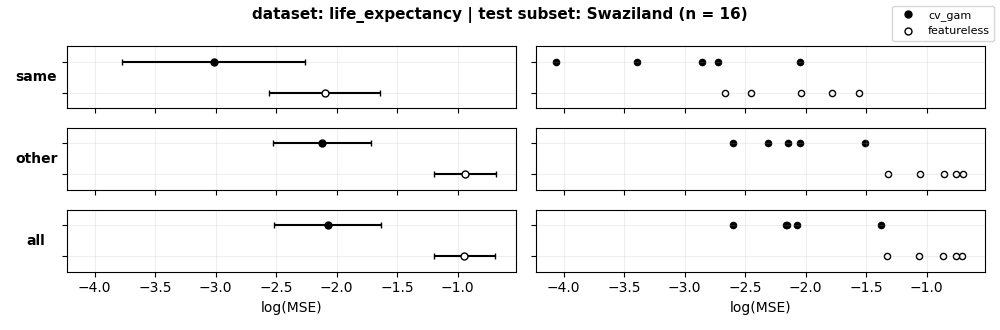 dataset: life_expectancy | test subset: Swaziland (n = 16)
cv_gam
featureless
same
other
all
−4.0 −3.5 −3.0 −2.5 −2.0 −1.5 −1.0
−4.0 −3.5 −3.0 −2.5 −2.0 −1.5 −1.0
log(MSE)
log(MSE)